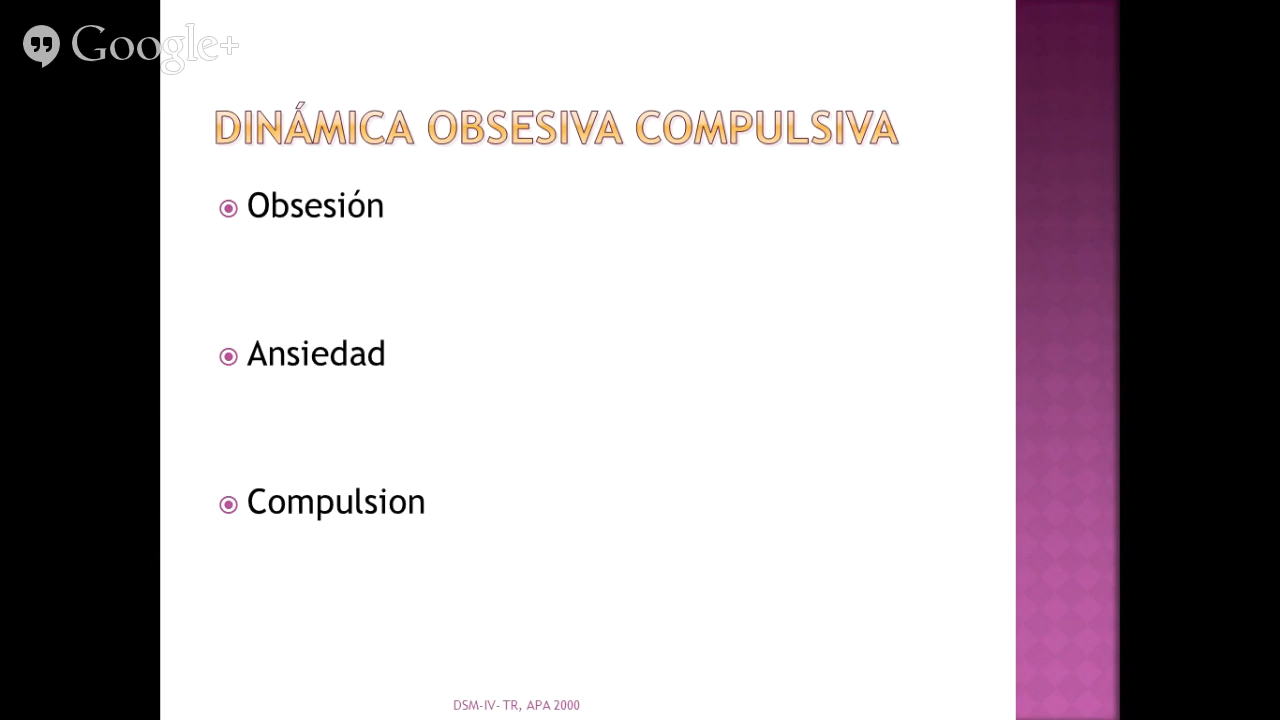 Google+
DINÁMICA OBSESIVA COMPULSIVA
Obsesión
Ansiedad
Compulsion
DSM-IV- TR, APA 2000